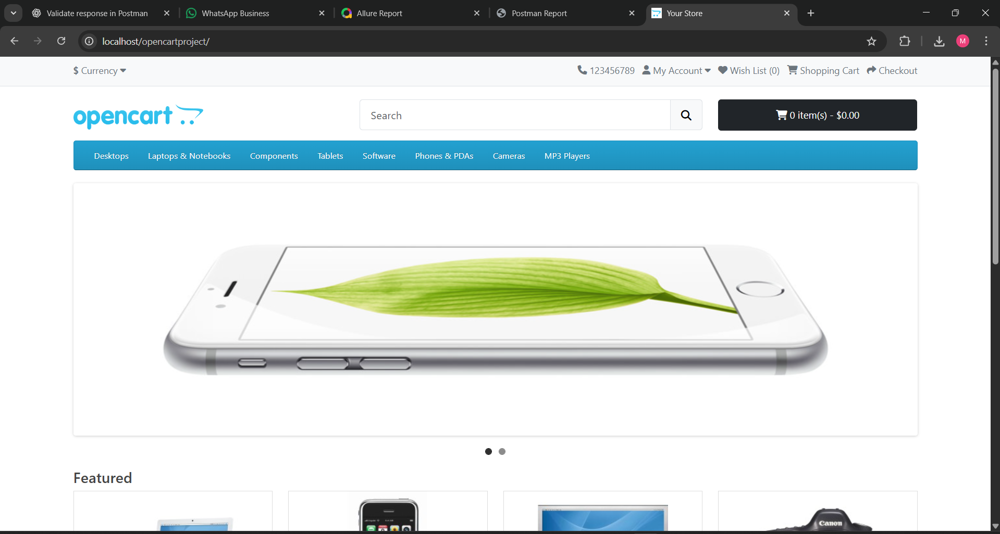 Validate response in Postman
WhatsApp Business
Allure Report
Postman Report
Your Store
localhost/opencartproject/
M
$ Currency
123456789
My Account
Wish List (0)
Shopping Cart
Checkout
opencart
Search
0 item(s) - $0.00
Desktops
Laptops & Notebooks
Components
Tablets
Software
Phones & PDAs
Cameras
MP3 Players
Featured
Canon